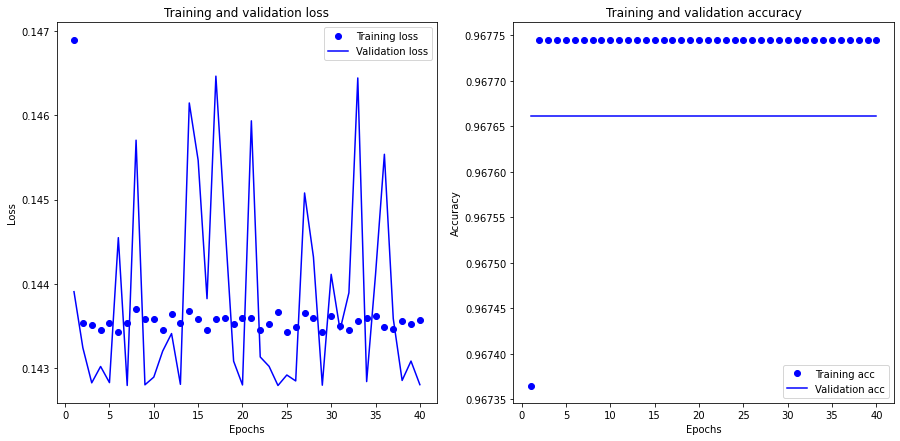 Training and validation loss
0.147
0.146
0.145
0.144
0.143
Loss
Training loss
Validation loss
0 5 10 15 20 25 30 35 40
Epochs
Training and validation accuracy
0.96775
0.96770
0.96765
0.96760
0.96755
0.96750
0.96745
0.96740
0.96735
Accuracy
Training acc
Validation acc
0 5 10 15 20 25 30 35 40
Epochs